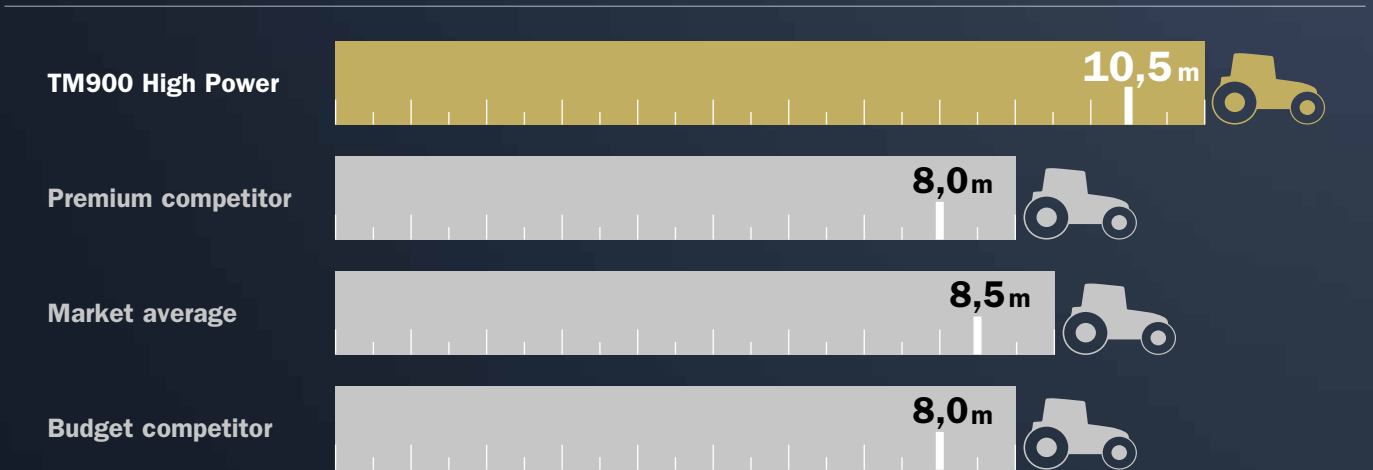 TM900 High Power
10,5 m
Premium competitor
8,0 m
Market average
8,5 m
Budget competitor
8,0 m